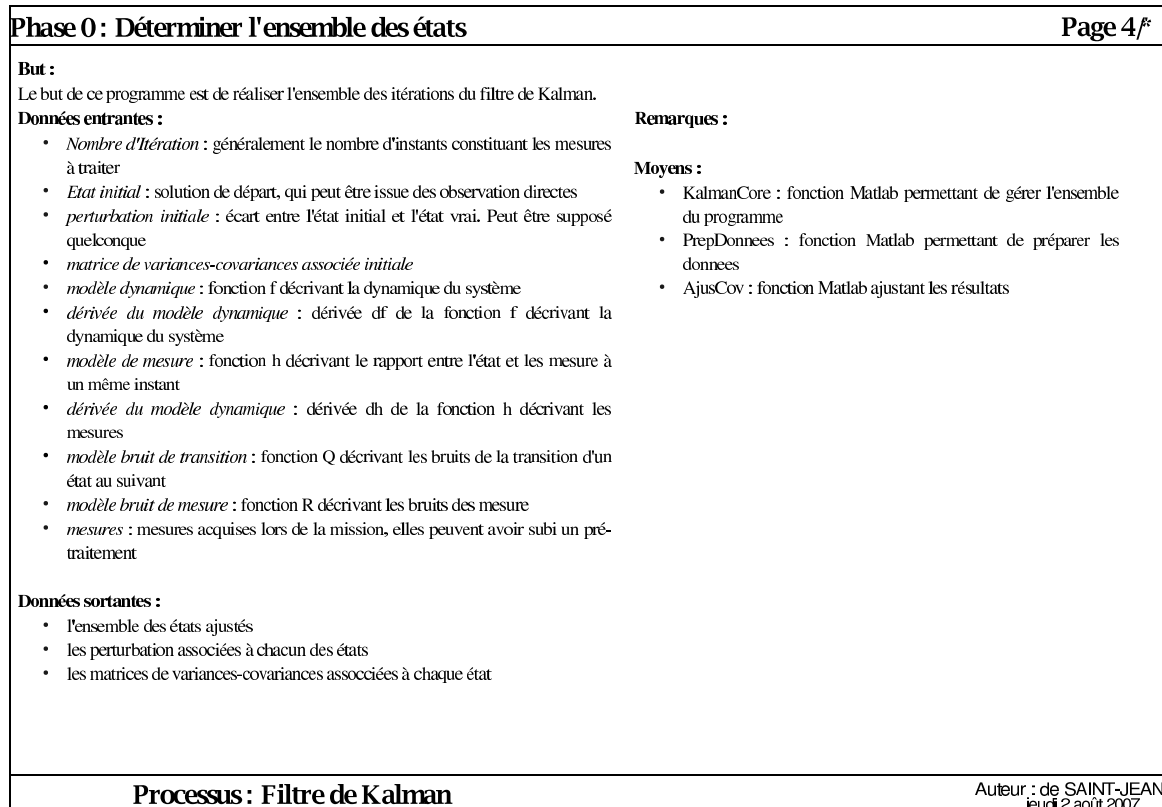 Phase 0 : Déterminer l'ensemble des états
Page 4/*
But :
Le but de ce programme est de réaliser l'ensemble des itérations du filtre de Kalman.
Données entrantes :
• Nombre d'Itération : généralement le nombre d'instants constituant les mesures
à traiter
• Etat initial : solution de départ, qui peut être issue des observation directes
• perturbation initiale : écart entre l'état initial et l'état vrai. Peut être supposé
quelconque
• matrice de variances-covariances associée initiale
• modèle dynamique : fonction f décrivant la dynamique du système
• dérivée du modèle dynamique : dérivée df de la fonction f décrivant la
dynamique du système
• modèle de mesure : fonction h décrivant le rapport entre l'état et les mesure à
un même instant
• dérivée du modèle dynamique : dérivée dh de la fonction h décrivant les
mesures
• modèle bruit de transition : fonction Q décrivant les bruits de la transition d'un
état au suivant
• modèle bruit de mesure : fonction R décrivant les bruits des mesure
• mesures : mesures acquises lors de la mission, elles peuvent avoir subi un pré-
traitement
Données sortantes :
• l'ensemble des états ajustés
• les perturbation associées à chacun des états
• les matrices de variances-covariances assocciées à chaque état
Remarques :
Moyens :
• KalmanCore : fonction Matlab permettant de gérer l'ensemble
du programme
• PrepDonnees : fonction Matlab permettant de préparer les
donnees
• AjusCov : fonction Matlab ajustant les résultats
Processus : Filtre de Kalman
Auteur : de SAINT-JEAN
jeudi 2 août 2007